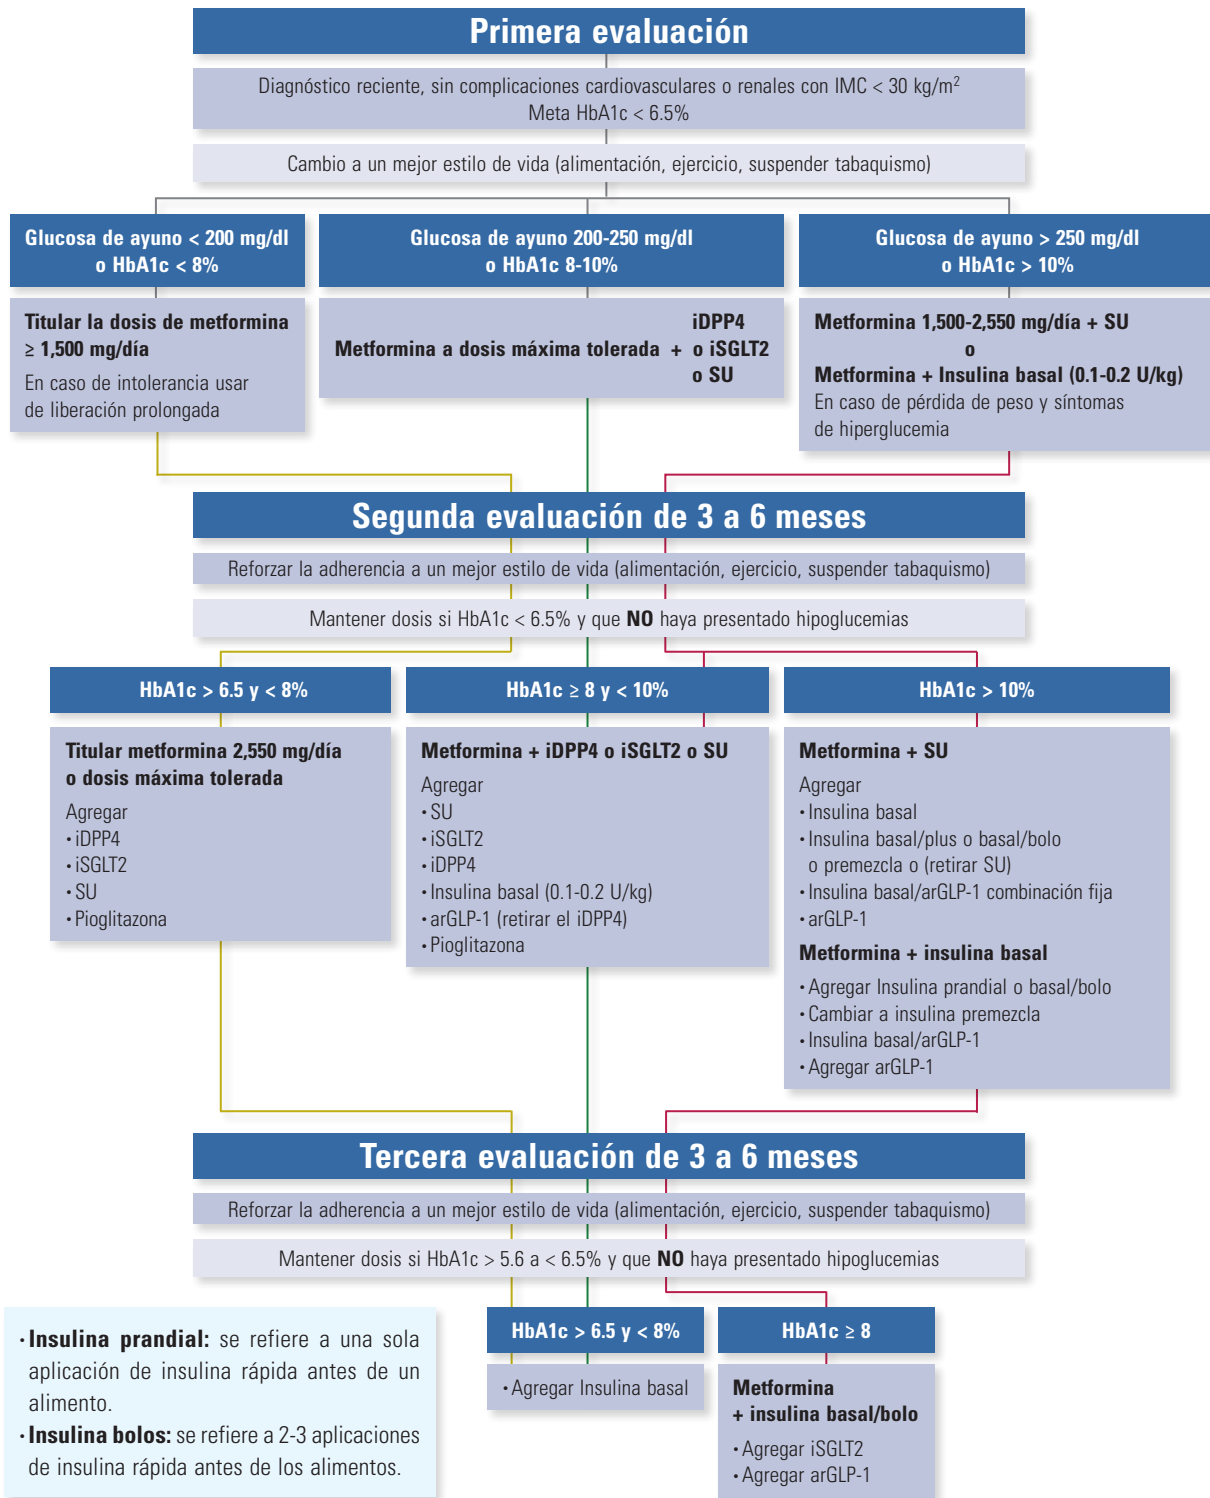 Primera evaluación
Diagnóstico reciente, sin complicaciones cardiovasculares o renales con IMC < 30 kg/m²
Meta HbA1c < 6.5%
Cambio a un mejor estilo de vida (alimentación, ejercicio, suspender tabaquismo)
Glucosa de ayuno < 200 mg/dl
o HbA1c < 8%
Titular la dosis de metformina
≥ 1,500 mg/día
En caso de intolerancia usar
de liberación prolongada
Glucosa de ayuno 200-250 mg/dl
o HbA1c 8-10%
iDPP4
Metformina a dosis máxima tolerada + o iSGLT2
o SU
Glucosa de ayuno > 250 mg/dl
o HbA1c > 10%
Metformina 1,500-2,550 mg/día + SU
o
Metformina + Insulina basal (0.1-0.2 U/kg)
En caso de pérdida de peso y síntomas
de hiperglucemia
Segunda evaluación de 3 a 6 meses
Reforzar la adherencia a un mejor estilo de vida (alimentación, ejercicio, suspender tabaquismo)
Mantener dosis si HbA1c < 6.5% y que NO haya presentado hipoglucemias
HbA1c > 6.5 y < 8%
Titular metformina 2,550 mg/día
o dosis máxima tolerada
Agregar
· iDPP4
· iSGLT2
· SU
· Pioglitazona
HbA1c ≥ 8 y < 10%
Metformina + iDPP4 o iSGLT2 o SU
Agregar
· SU
· iSGLT2
· iDPP4
· Insulina basal (0.1-0.2 U/kg)
· arGLP-1 (retirar el iDPP4)
· Pioglitazona
HbA1c > 10%
Metformina + SU
Agregar
· Insulina basal
· Insulina basal/plus o basal/bolo
o premezcla o (retirar SU)
· Insulina basal/arGLP-1 combinación fija
· arGLP-1
Metformina + insulina basal
· Agregar Insulina prandial o basal/bolo
· Cambiar a insulina premezcla
· Insulina basal/arGLP-1
· Agregar arGLP-1
Tercera evaluación de 3 a 6 meses
Reforzar la adherencia a un mejor estilo de vida (alimentación, ejercicio, suspender tabaquismo)
Mantener dosis si HbA1c > 5.6 a < 6.5% y que NO haya presentado hipoglucemias
· Insulina prandial: se refiere a una sola
aplicación de insulina rápida antes de un
alimento.
· Insulina bolos: se refiere a 2-3 aplicaciones
de insulina rápida antes de los alimentos.
HbA1c > 6.5 y < 8%
· Agregar Insulina basal
HbA1c ≥ 8
Metformina
+ insulina basal/bolo
· Agregar iSGLT2
· Agregar arGLP-1